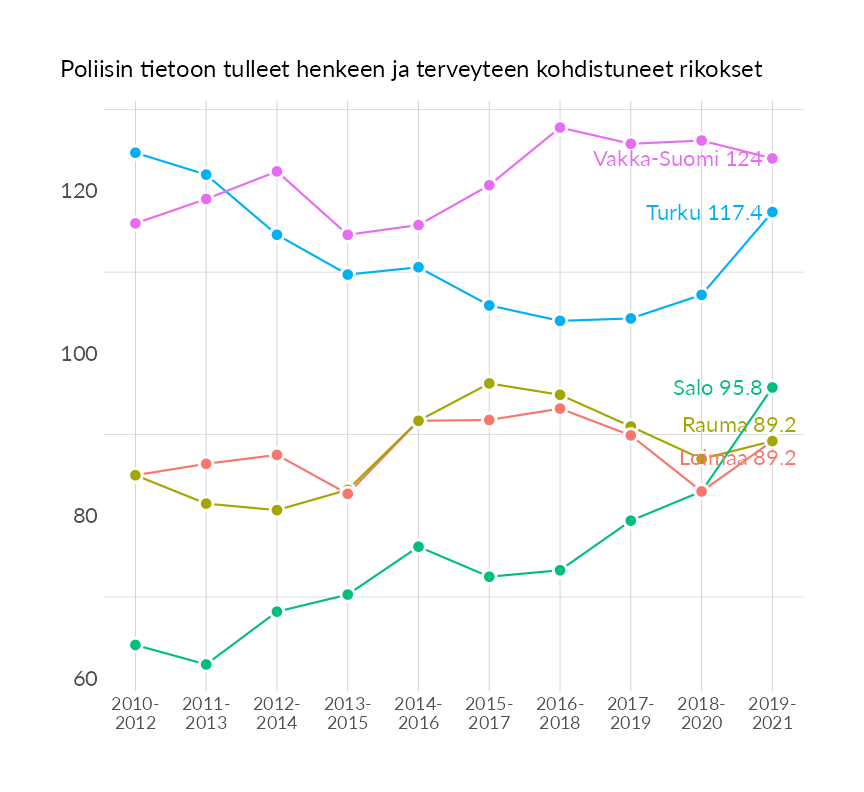 Poliisin tietoon tulleet henkeen ja terveyteen kohdistuneet rikokset
Vakka-Suomi 124
120
Turku 117.4
100
Salo 95.8
Rauma 89.2
Loimaa 89.2
80
60
2010- 2011- 2012- 2013- 2014- 2015- 2016- 2017- 2018- 2019-
2012 2013 2014 2015 2016 2017 2018 2019 2020 2021